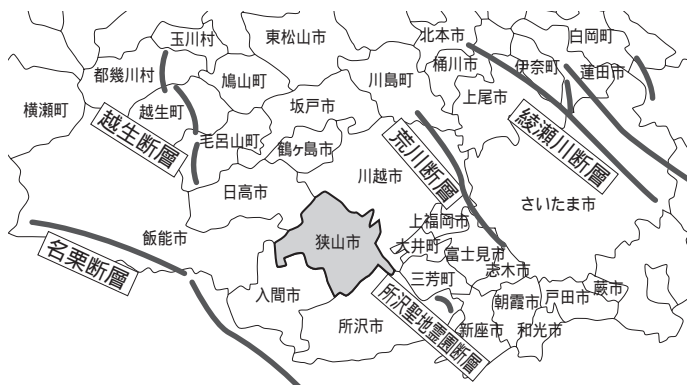 玉川村
東松山市
北本市
白岡町
都幾川村
鳩山町
川島町
桶川市
伊奈町
蓮田市
横瀬町
越生町
坂戸市
上尾市
越生断層
毛呂山町
鶴ヶ島市
荒川断層
綾瀬川断層
日高市
川越市
さいたま市
上福岡市
飯能市
狭山市
大井町
富士見市
名栗断層
三芳町
志木市
入間市
所沢聖地霊園断層
朝霞市
戸田市
蕨市
所沢市
新座市
和光市